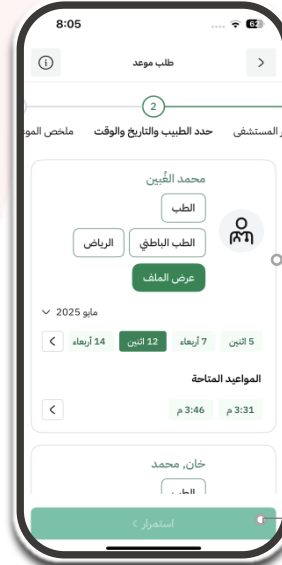 8:05
طلب موعد
2
المستشفى
حدد الطبيب والتاريخ والوقت
ملخص
محمد الغُبين
الطب
الطب الباطني
الرياض
عرض الملف
مايو 2025
5 اثنين
7 أربعاء
12 اثنين
14 أربعاء
المواعيد المتاحة
3:31 م
3:46 م
خان, محمد
الطب
استمرار